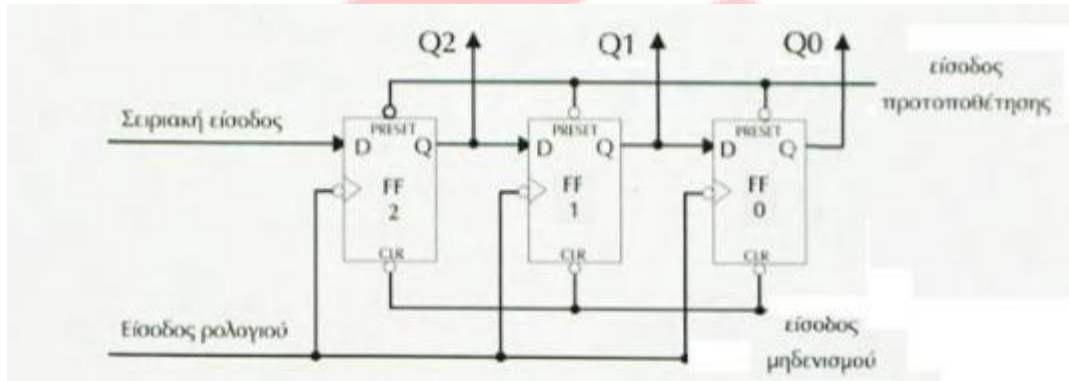 Q2
Q1
Q0
είσοδος
προτοποθέτησης
Σειριακή είσοδος
PRESET
PRESET
PRESET
D
Q
D
Q
D
Q
FF
2
FF
1
FF
0
CLR
CLR
CLR
Είσοδος ρολογιού
είσοδος
μηδενισμού